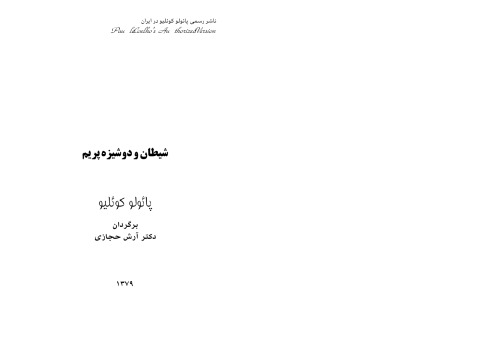 ناشر رسمی پائولو کوئلیو در ایران
Pau loCoelho's Au thorizedVersion
شیطان و دوشیزه پریم
پائولو کوئلیو
برگردان
دکتر آرش حجازی
۱۳۷۹